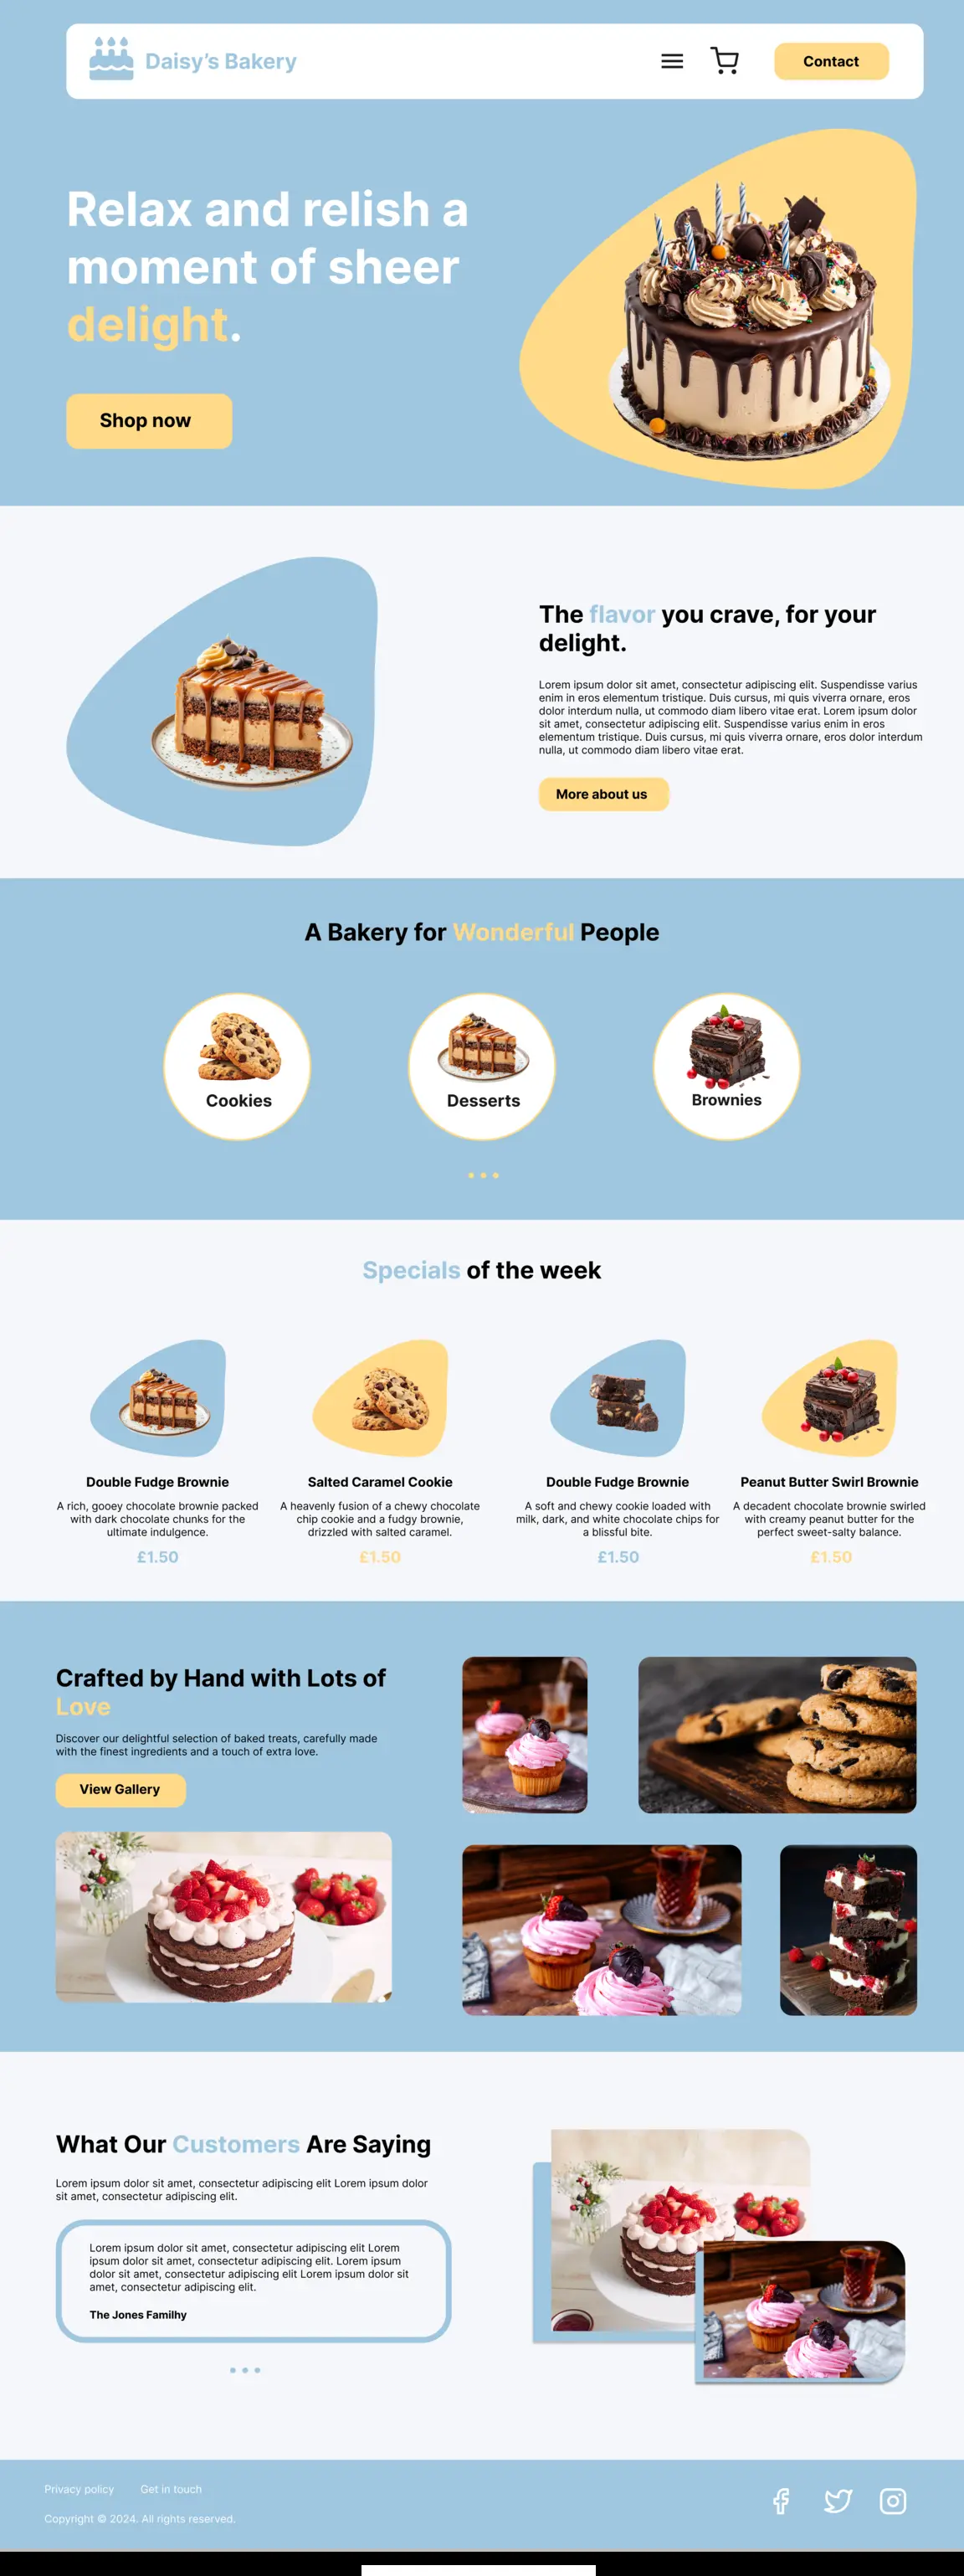 Daisy's Bakery
Contact
Relax and relish a
moment of sheer
delight.
Shop now
The flavor you crave, for your
delight.
Lorem ipsum dolor sit amet, consectetur adipiscing elit. Suspendisse varius
enim in eros elementum tristique. Duis cursus, mi quis viverra ornare, eros
dolor interdum nulla, ut commodo diam libero vitae erat. Lorem ipsum dolor
sit amet, consectetur adipiscing elit. Suspendisse varius enim in eros
elementum tristique. Duis cursus, mi quis viverra ornare, eros dolor interdum
nulla, ut commodo diam libero vitae erat.
More about us
A Bakery for Wonderful People
Cookies
Desserts
Brownies
Specials of the week
Double Fudge Brownie
A rich, gooey chocolate brownie packed
with dark chocolate chunks for the
ultimate indulgence.
£1.50
Salted Caramel Cookie
A heavenly fusion of a chewy chocolate
chip cookie and a fudgy brownie,
drizzled with salted caramel.
£1.50
Double Fudge Brownie
A soft and chewy cookie loaded with
milk, dark, and white chocolate chips for
a blissful bite.
£1.50
Peanut Butter Swirl Brownie
A decadent chocolate brownie swirled
with creamy peanut butter for the
perfect sweet-salty balance.
£1.50
Crafted by Hand with Lots of
Love
Discover our delightful selection of baked treats, carefully made
with the finest ingredients and a touch of extra love.
View Gallery
What Our Customers Are Saying
Lorem ipsum dolor sit amet, consectetur adipiscing elit Lorem ipsum dolor
sit amet, consectetur adipiscing elit.
Lorem ipsum dolor sit amet, consectetur adipiscing elit Lorem
ipsum dolor sit amet, consectetur adipiscing elit. Lorem ipsum
dolor sit amet, consectetur adipiscing elit Lorem ipsum dolor sit
amet, consectetur adipiscing elit.
The Jones Familhy
Privacy policy
Get in touch
Copyright © 2024. All rights reserved.